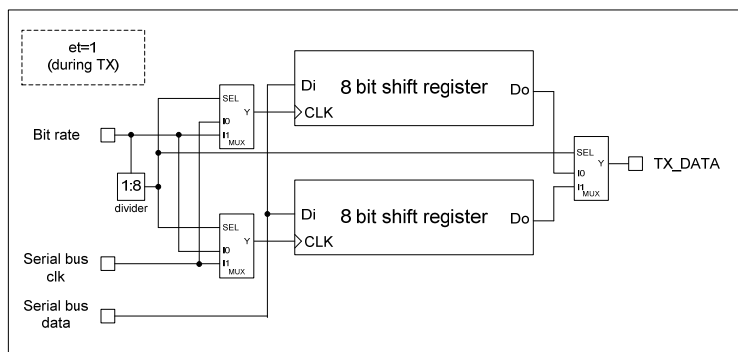 et=1
(during TX)
Di
8 bit shift register
Do
CLK
SEL
I0
I1
Y
MUX
Bit rate
1:8
divider
SEL
I0
I1
Y
MUX
TX_DATA
SEL
I0
I1
Y
MUX
Di
8 bit shift register
Do
CLK
Serial bus
clk
Serial bus
data